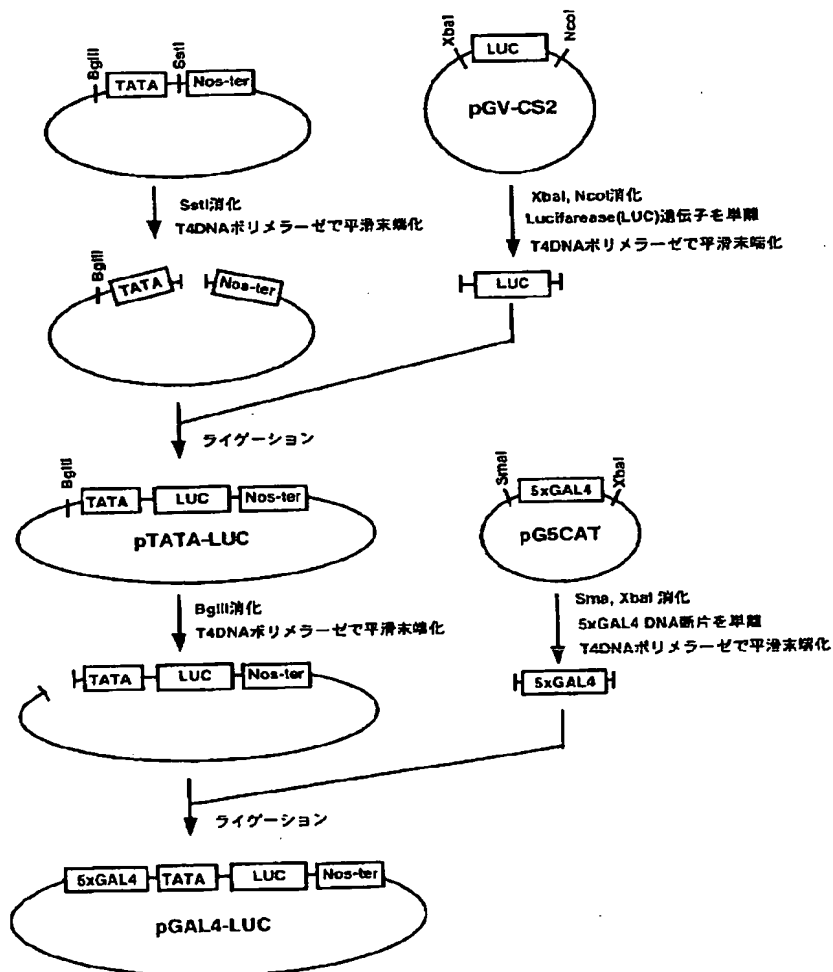 BglII
TATA
SstI
Nos-ter
XbaI
LUC
NcoI
pGV-CS2
SstI消化
T4DNAポリメラーゼで平滑末端化
XbaI, NcoI消化
Lucifarease(LUC)遺伝子を単離
T4DNAポリメラーゼで平滑末端化
BglII
TATA
Nos-ter
LUC
ライゲーション
BglII
TATA
LUC
Nos-ter
pTATA-LUC
SmaI
5xGAL4
XbaI
pG5CAT
BglII消化
T4DNAポリメラーゼで平滑末端化
Sma, XbaI 消化
5xGAL4 DNA断片を単離
T4DNAポリメラーゼで平滑末端化
TATA
LUC
Nos-ter
5xGAL4
ライゲーション
5xGAL4
TATA
LUC
Nos-ter
pGAL4-LUC